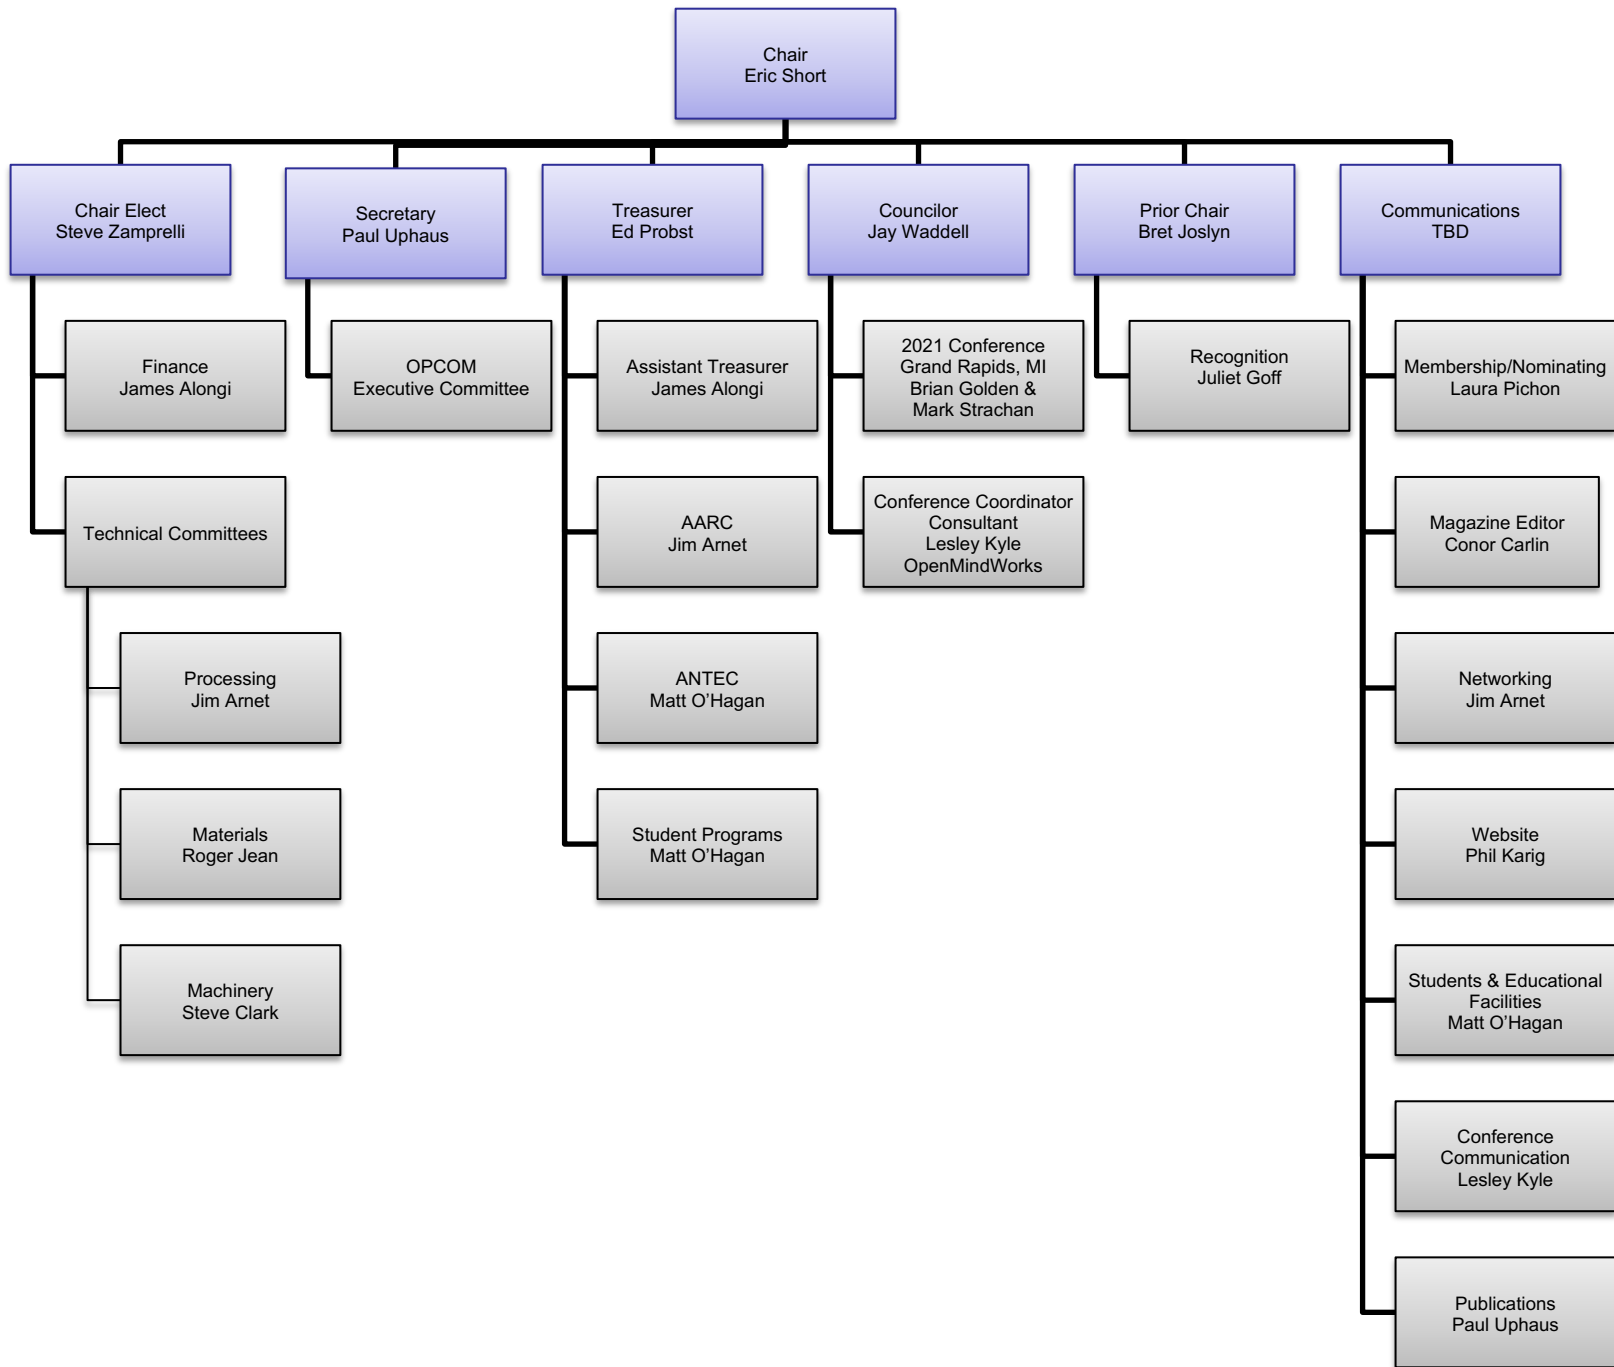 Chair
Eric Short
Chair Elect
Steve Zamprelli
Secretary
Paul Uphaus
Treasurer
Ed Probst
Councilor
Jay Waddell
Prior Chair
Bret Joslyn
Communications
TBD
Finance
James Alongi
Technical Committees
Processing
Jim Arnet
Materials
Roger Jean
Machinery
Steve Clark
OPCOM
Executive Committee
Assistant Treasurer
James Alongi
AARC
Jim Arnet
ANTEC
Matt O’Hagan
Student Programs
Matt O’Hagan
2021 Conference
Grand Rapids, MI
Brian Golden &
Mark Strachan
Conference Coordinator
Consultant
Lesley Kyle
OpenMindWorks
Recognition
Juliet Goff
Membership/Nominating
Laura Pichon
Magazine Editor
Conor Carlin
Networking
Jim Arnet
Website
Phil Karig
Students & Educational
Facilities
Matt O’Hagan
Conference
Communication
Lesley Kyle
Publications
Paul Uphaus